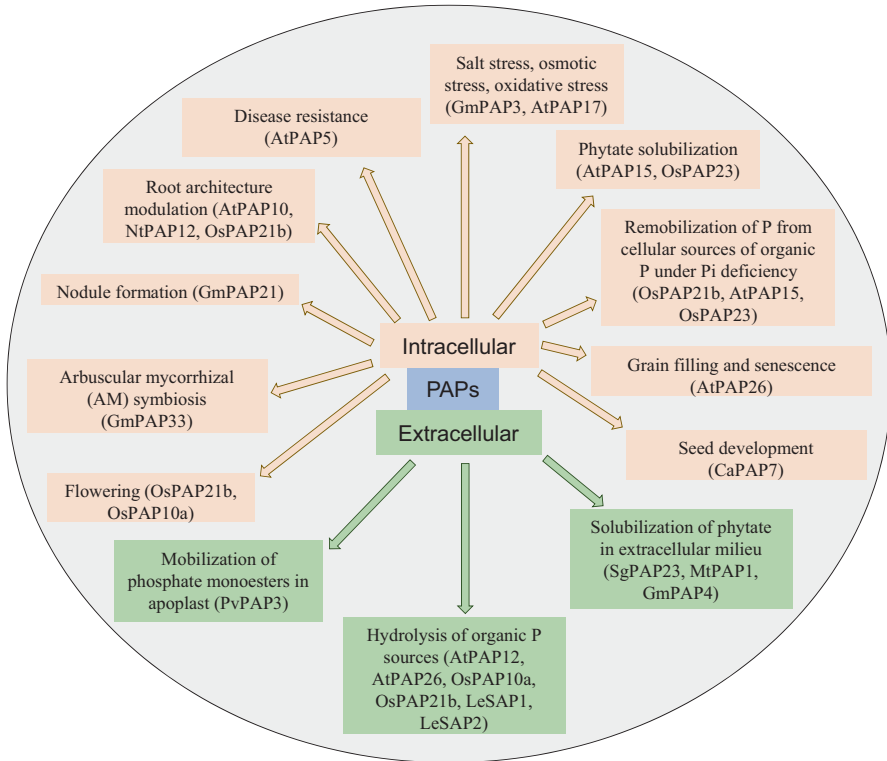 Salt stress, osmotic
stress, oxidative stress
(GmPAP3, AtPAP17)
Disease resistance
(AtPAP5)
Phytate solubilization
(AtPAP15, OsPAP23)
Root architecture
modulation (AtPAP10,
NtPAP12, OsPAP21b)
Remobilization of P from
cellular sources of organic
P under Pi deficiency
(OsPAP21b, AtPAP15,
OsPAP23)
Nodule formation (GmPAP21)
Intracellular
Grain filling and senescence
(AtPAP26)
Arbuscular mycorrhizal
(AM) symbiosis
(GmPAP33)
PAPs
Extracellular
Seed development
(CaPAP7)
Flowering (OsPAP21b,
OsPAP10a)
Solubilization of phytate
in extracellular milieu
(SgPAP23, MtPAP1,
GmPAP4)
Mobilization of
phosphate monoesters in
apoplast (PvPAP3)
Hydrolysis of organic P
sources (AtPAP12,
AtPAP26, OsPAP10a,
OsPAP21b, LeSAP1,
LeSAP2)